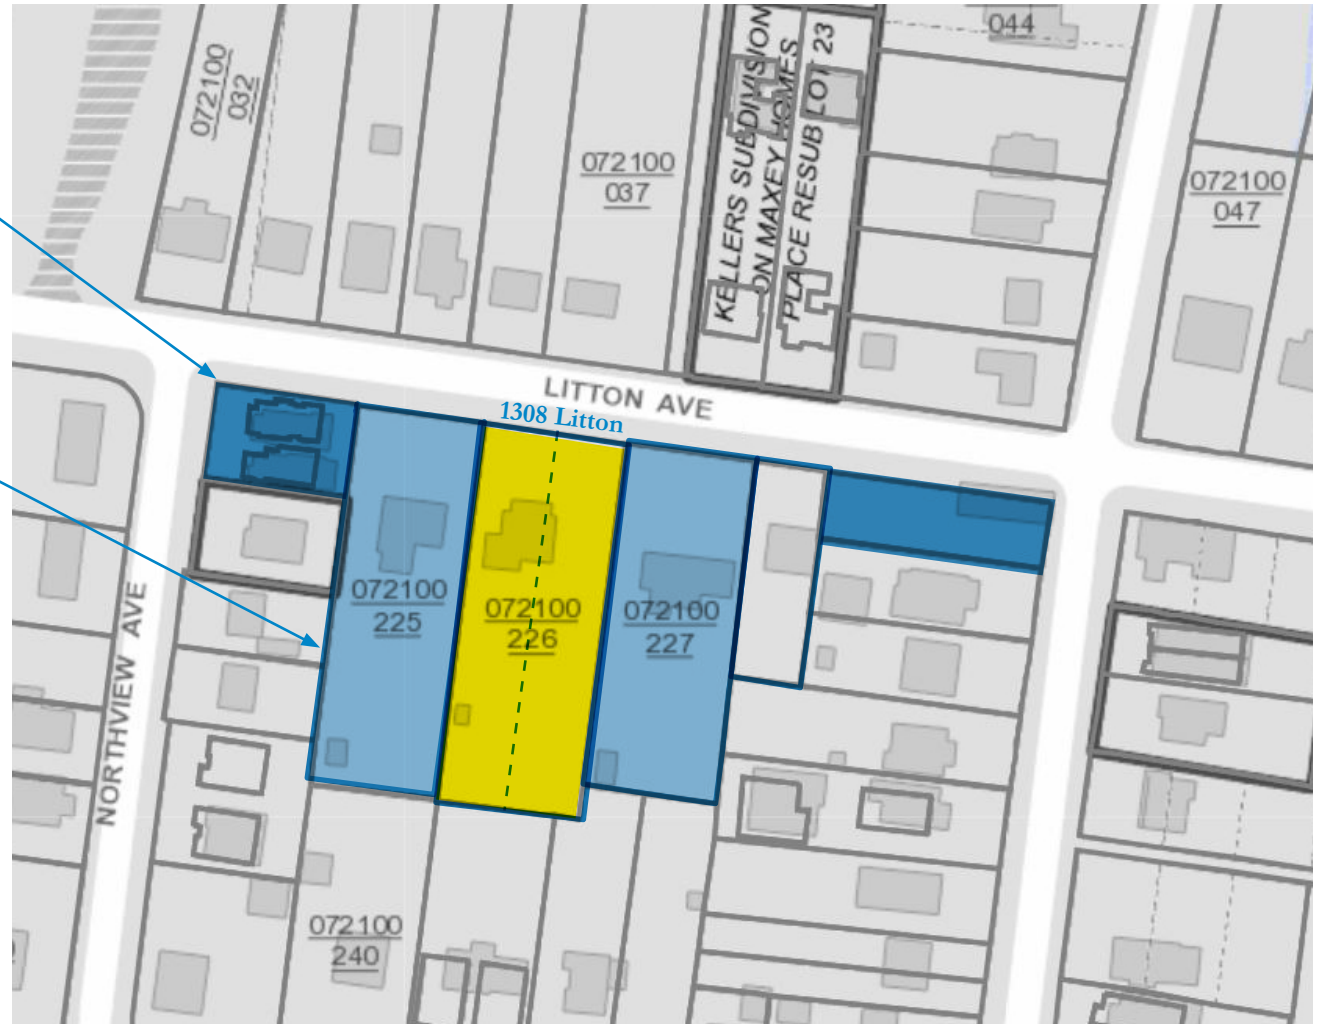 044
072100
032
072100
037
KELLERS SUBDIVISION
ON MAXEY HOMES
PLACE RESUB LOT 23
072100
047
LITTON AVE
1308 Litton
072100
225
072100
226
072100
227
NORTHVIEW AVE
072100
240